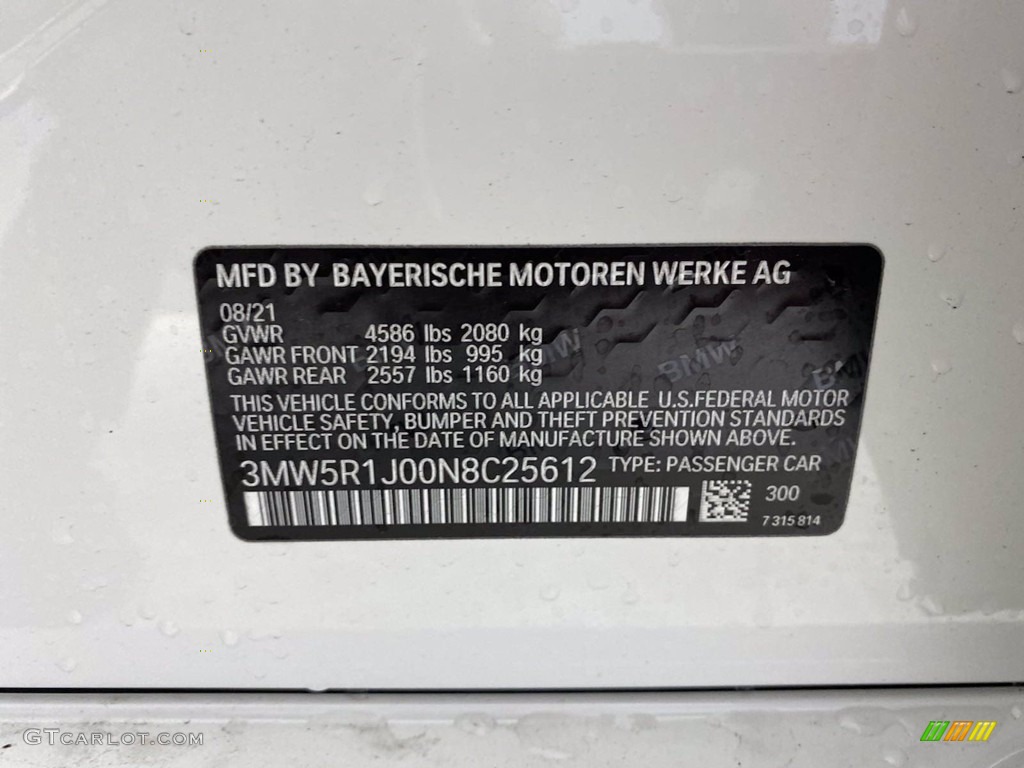 MFD BY BAYERISCHE MOTOREN WERKE AG
08/21
GVWR 4586 lbs 2080 kg
GAWR FRONT 2194 lbs 995 kg
GAWR REAR 2557 lbs 1160 kg
THIS VEHICLE CONFORMS TO ALL APPLICABLE U.S.FEDERAL MOTOR
VEHICLE SAFETY, BUMPER AND THEFT PREVENTION STANDARDS
IN EFFECT ON THE DATE OF MANUFACTURE SHOWN ABOVE.
3MW5R1J00N8C25612 TYPE: PASSENGER CAR
300
7 315 814
BMW BMW BMW
GTCARLOT.COM